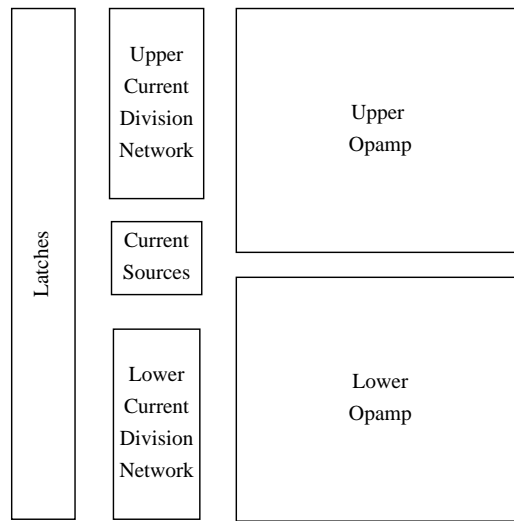 Latches
Upper
Current
Division
Network
Current
Sources
Lower
Current
Division
Network
Upper
Opamp
Lower
Opamp